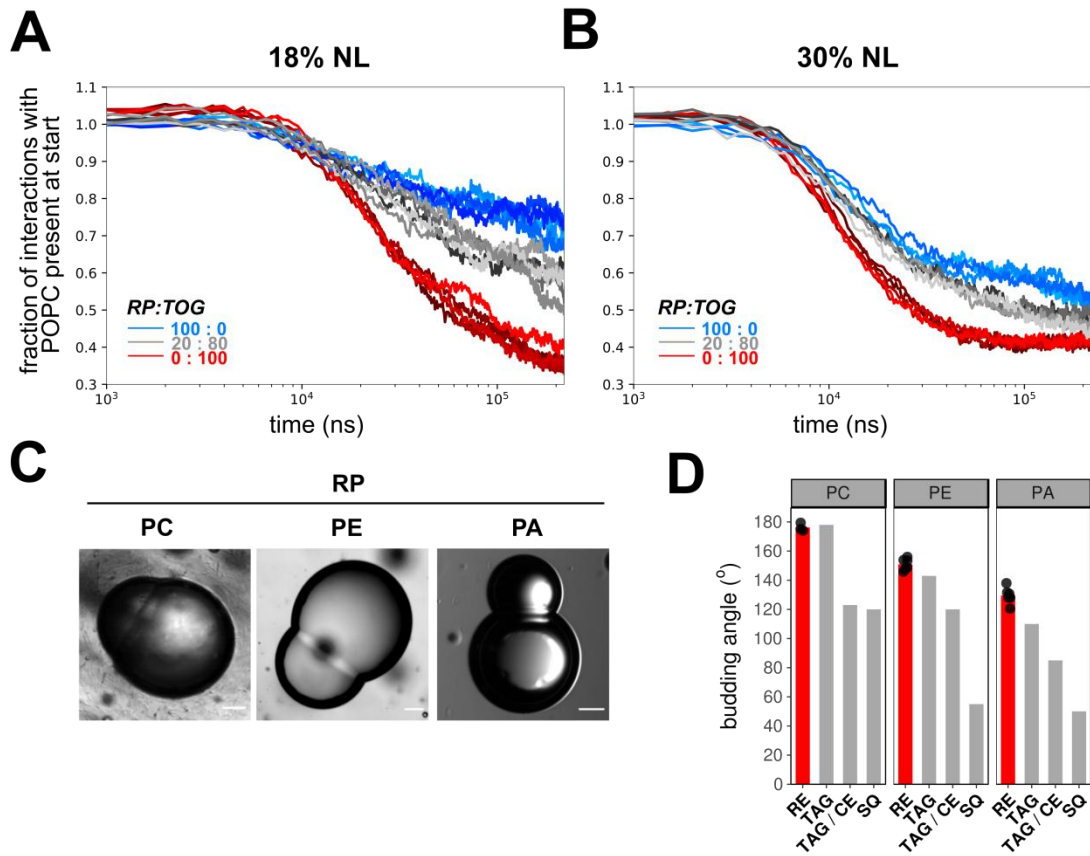 A
B
18% NL
30% NL
fraction of interactions with
POPC present at start
1.1
1.0
0.9
0.8
0.7
0.6
0.5
0.4
0.3
RP:TOG
100 : 0
20 : 80
0 : 100
10³
10⁴
10⁵
time (ns)
1.1
1.0
0.9
0.8
0.7
0.6
0.5
0.4
0.3
RP:TOG
100 : 0
20 : 80
0 : 100
10³
10⁴
10⁵
time (ns)
C
RP
PC
PE
PA
D
PC
PE
PA
budding angle (°)
180
160
140
120
100
80
60
40
20
0
RE
TAG
TAG / CE
SQ
RE
TAG
TAG / CE
SQ
RE
TAG
TAG / CE
SQ